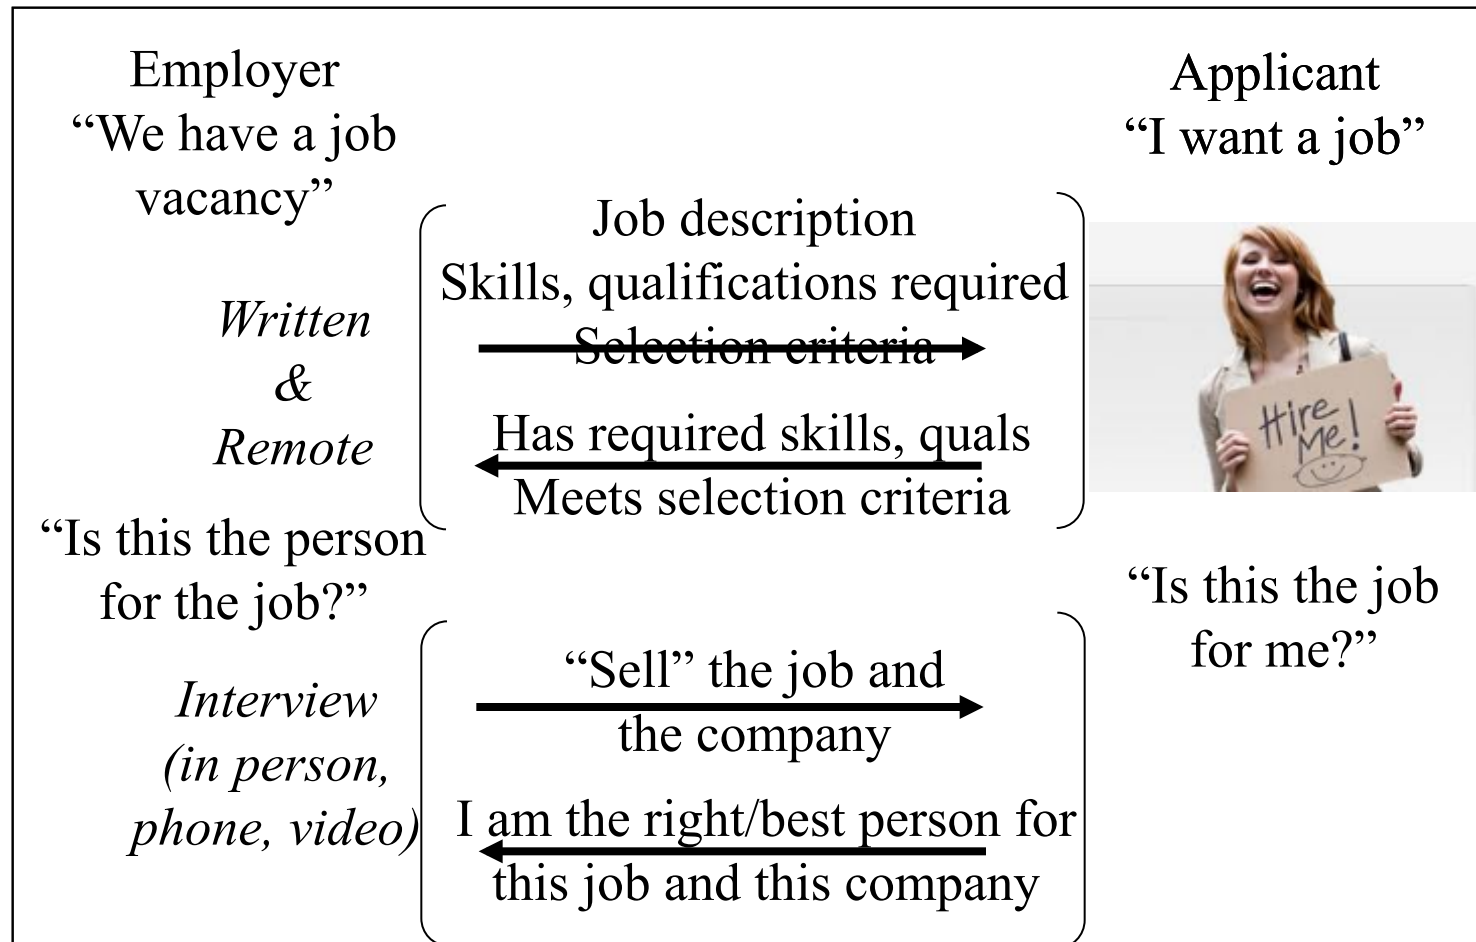 Employer
“We have a job
vacancy”
Applicant
“I want a job”
Written
&
Remote
Job description
Skills, qualifications required
Selection criteria
Has required skills, quals
Meets selection criteria
Hire
Me!
“Is this the person
for the job?”
“Is this the job
for me?”
Interview
(in person,
phone, video)
“Sell” the job and
the company
I am the right/best person for
this job and this company